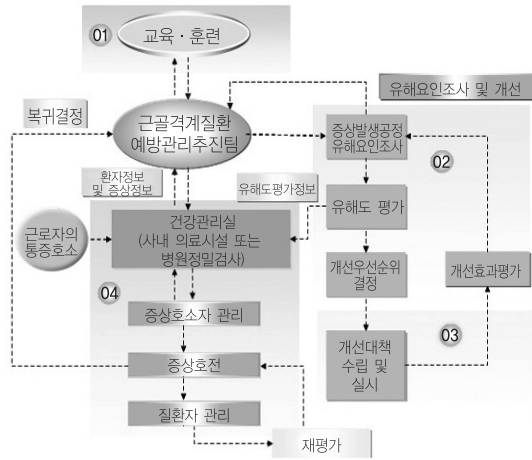 01
교육 · 훈련
복귀결정
유해요인조사 및 개선
근골격계질환
예방관리추진팀
증상발생공정
유해요인조사
02
환자정보
및 증상정보
유해도평가정보
유해도 평가
근로자의
통증호소
건강관리실
(사내 의료시설 또는
병원정밀검사)
개선우선순위
결정
개선효과평가
04
증상호소자 관리
03
개선대책
수립 및
실시
증상호전
질환자 관리
재평가